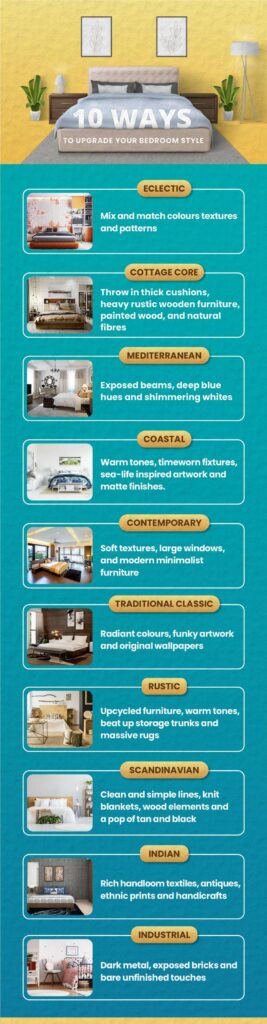 10 WAYS
TO UPGRADE YOUR BEDROOM STYLE
ECLECTIC
Mix and match colours textures
and patterns
COTTAGE CORE
Throw in thick cushions,
heavy rustic wooden furniture,
painted wood, and natural
fibres
MEDITERRANEAN
Exposed beams, deep blue
hues and shimmering whites
COASTAL
Warm tones, timeworn fixtures,
sea-life inspired artwork and
matte finishes.
CONTEMPORARY
Soft textures, large windows,
and modern minimalist
furniture
TRADITIONAL CLASSIC
Radiant colours, funky artwork
and original wallpapers
RUSTIC
Upcycled furniture, warm tones,
beat up storage trunks and
massive rugs
SCANDINAVIAN
Clean and simple lines, knit
blankets, wood elements and
a pop of tan and black
INDIAN
Rich handloom textiles, antiques,
ethnic prints and handicrafts
INDUSTRIAL
Dark metal, exposed bricks and
bare unfinished touches